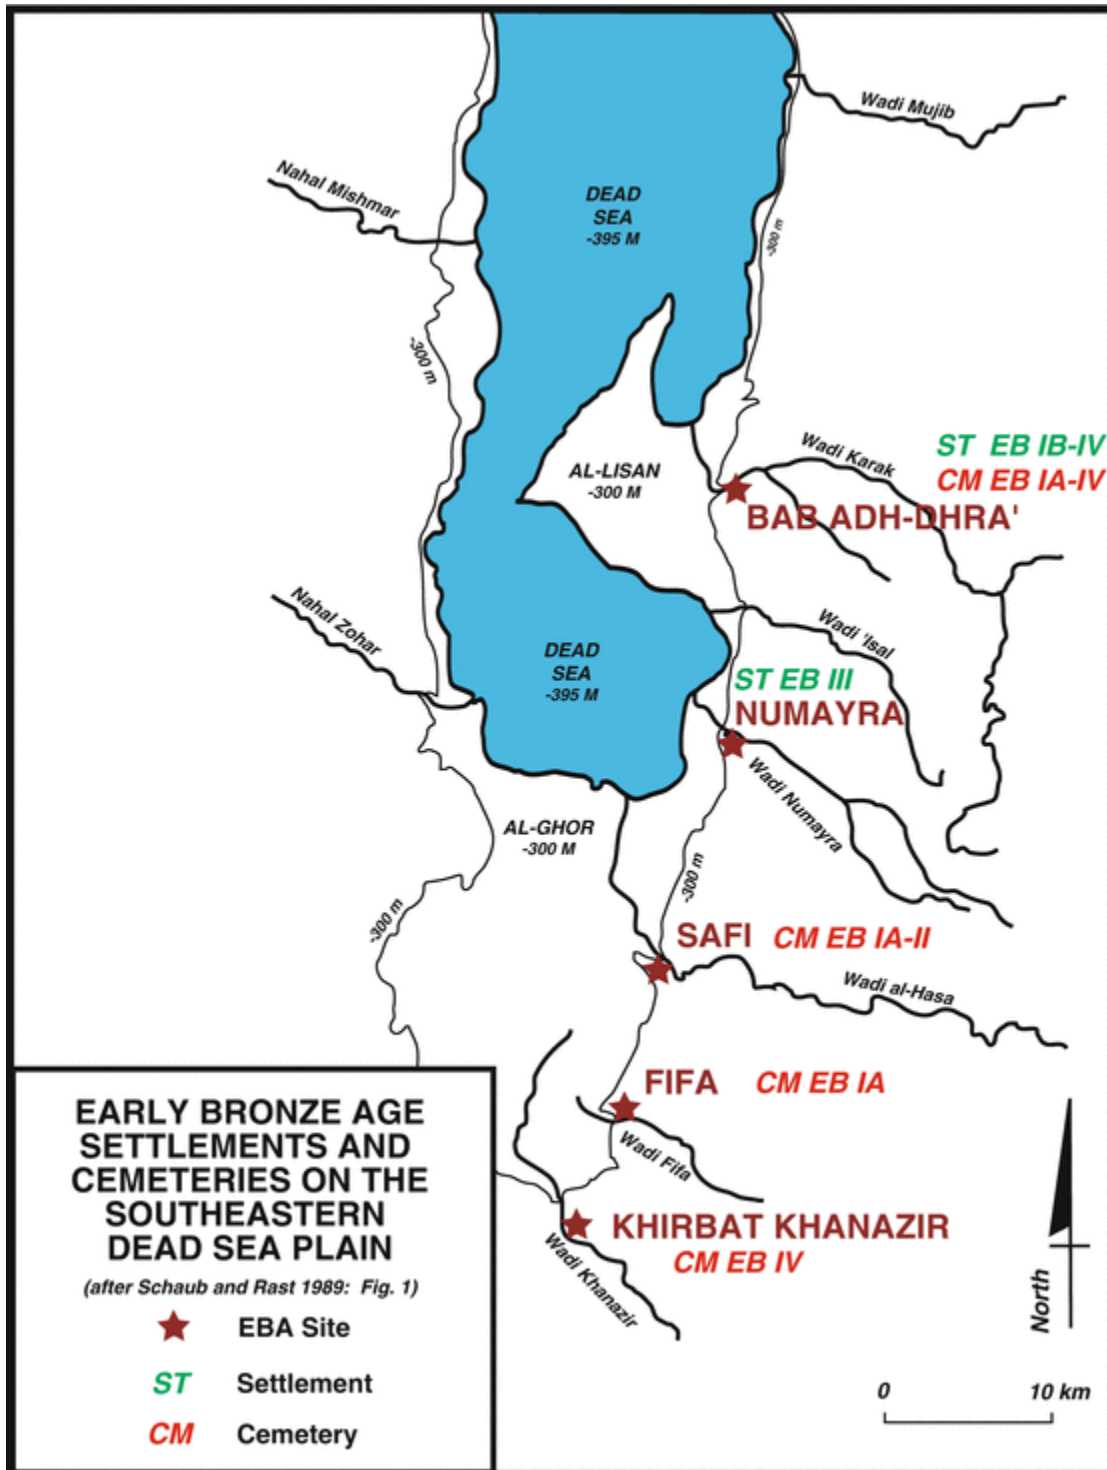 Wadi Mujib
Nahal Mishmar
DEAD
SEA
-395 M
-300 m
-300 m
Wadi Karak
ST EB IB-IV
CM EB IA-IV
AL-LISAN
-300 M
BAB ADH-DHRA'
Nahal Zohar
Wadi 'Isal
DEAD
SEA
-395 M
ST EB III
NUMAYRA
Wadi Numayra
AL-GHOR
-300 M
-300 m
-300 m
SAFI CM EB IA-II
Wadi al-Hasa
FIFA CM EB IA
Wadi Fifa
KHIRBAT KHANAZIR
CM EB IV
Wadi Khanazir
EARLY BRONZE AGE
SETTLEMENTS AND
CEMETERIES ON THE
SOUTHEASTERN
DEAD SEA PLAIN
(after Schaub and Rast 1989: Fig. 1)
EBA Site
ST Settlement
CM Cemetery
North
0 10 km